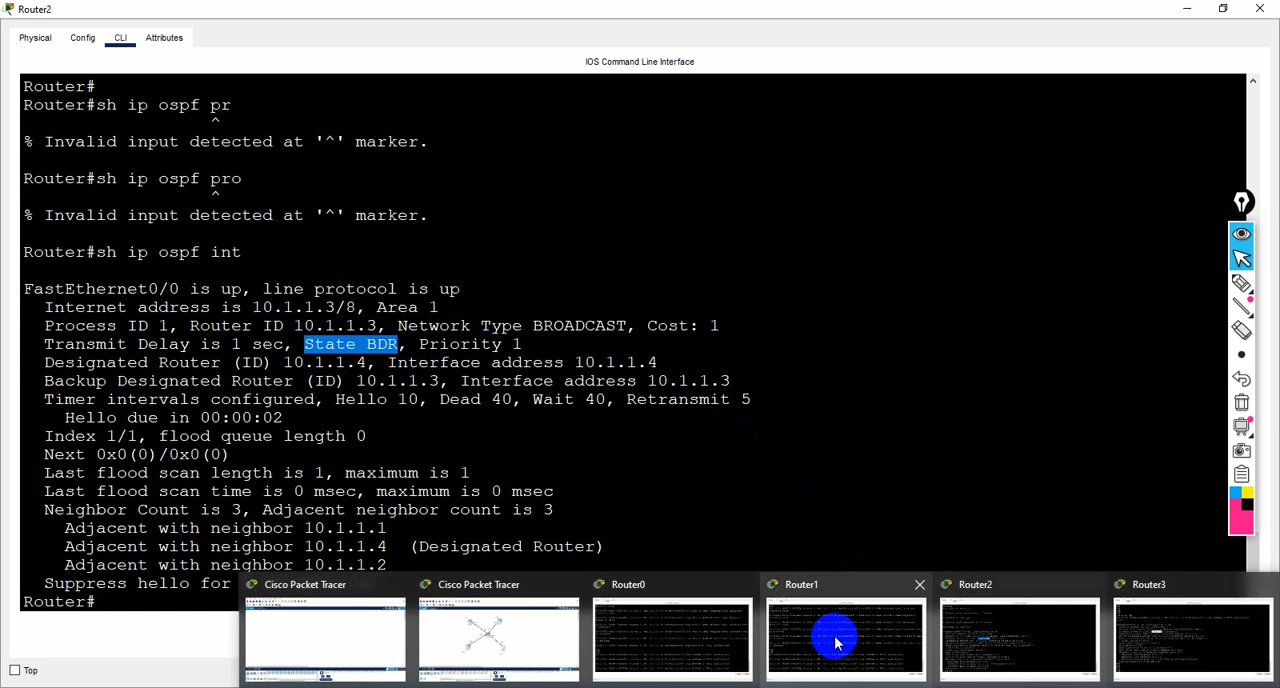 Router2
Physical Config CLI Attributes
IOS Command Line Interface
Router#
Router#sh ip ospf pr
^
% Invalid input detected at '^' marker.
Router#sh ip ospf pro
^
% Invalid input detected at '^' marker.
Router#sh ip ospf int
FastEthernet0/0 is up, line protocol is up
Internet address is 10.1.1.3/8, Area 1
Process ID 1, Router ID 10.1.1.3, Network Type BROADCAST, Cost: 1
Transmit Delay is 1 sec, State BDR, Priority 1
Designated Router (ID) 10.1.1.4, Interface address 10.1.1.4
Backup Designated Router (ID) 10.1.1.3, Interface address 10.1.1.3
Timer intervals configured, Hello 10, Dead 40, Wait 40, Retransmit 5
Hello due in 00:00:02
Index 1/1, flood queue length 0
Next 0x0(0)/0x0(0)
Last flood scan length is 1, maximum is 1
Last flood scan time is 0 msec, maximum is 0 msec
Neighbor Count is 3, Adjacent neighbor count is 3
Adjacent with neighbor 10.1.1.1
Adjacent with neighbor 10.1.1.4 (Designated Router)
Adjacent with neighbor 10.1.1.2
Suppress hello for
Router#
Cisco Packet Tracer Cisco Packet Tracer Router0 Router1 Router2 Router3
Top